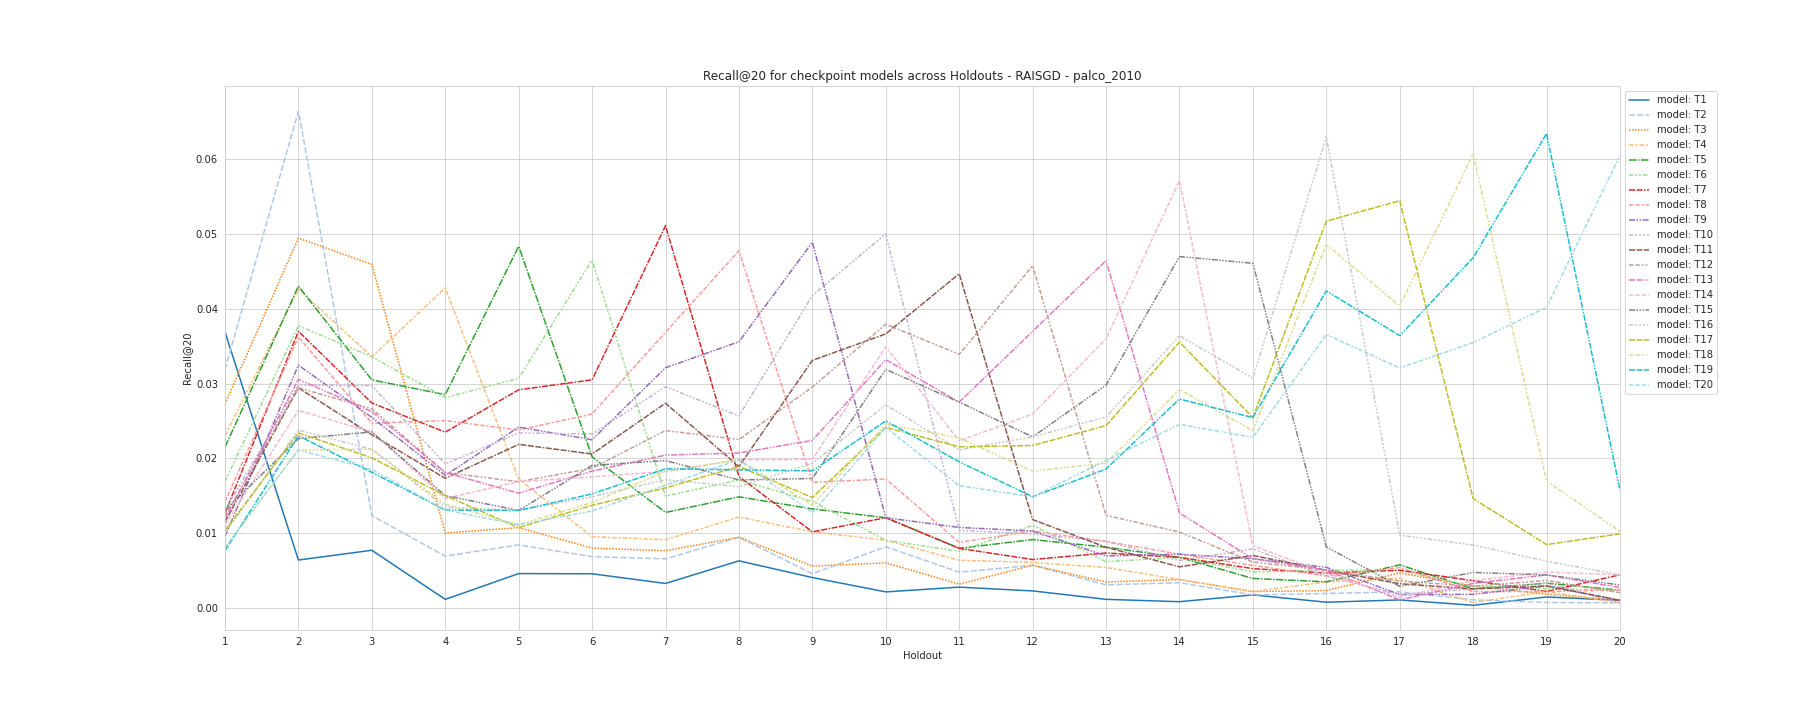 Recall@20 for checkpoint models across Holdouts - RAISGD - palco_2010
Recall@20
0.06
0.05
0.04
0.03
0.02
0.01
0.00
1 2 3 4 5 6 7 8 9 10 11 12 13 14 15 16 17 18 19 20
Holdout
model: T1
model: T2
model: T3
model: T4
model: T5
model: T6
model: T7
model: T8
model: T9
model: T10
model: T11
model: T12
model: T13
model: T14
model: T15
model: T16
model: T17
model: T18
model: T19
model: T20